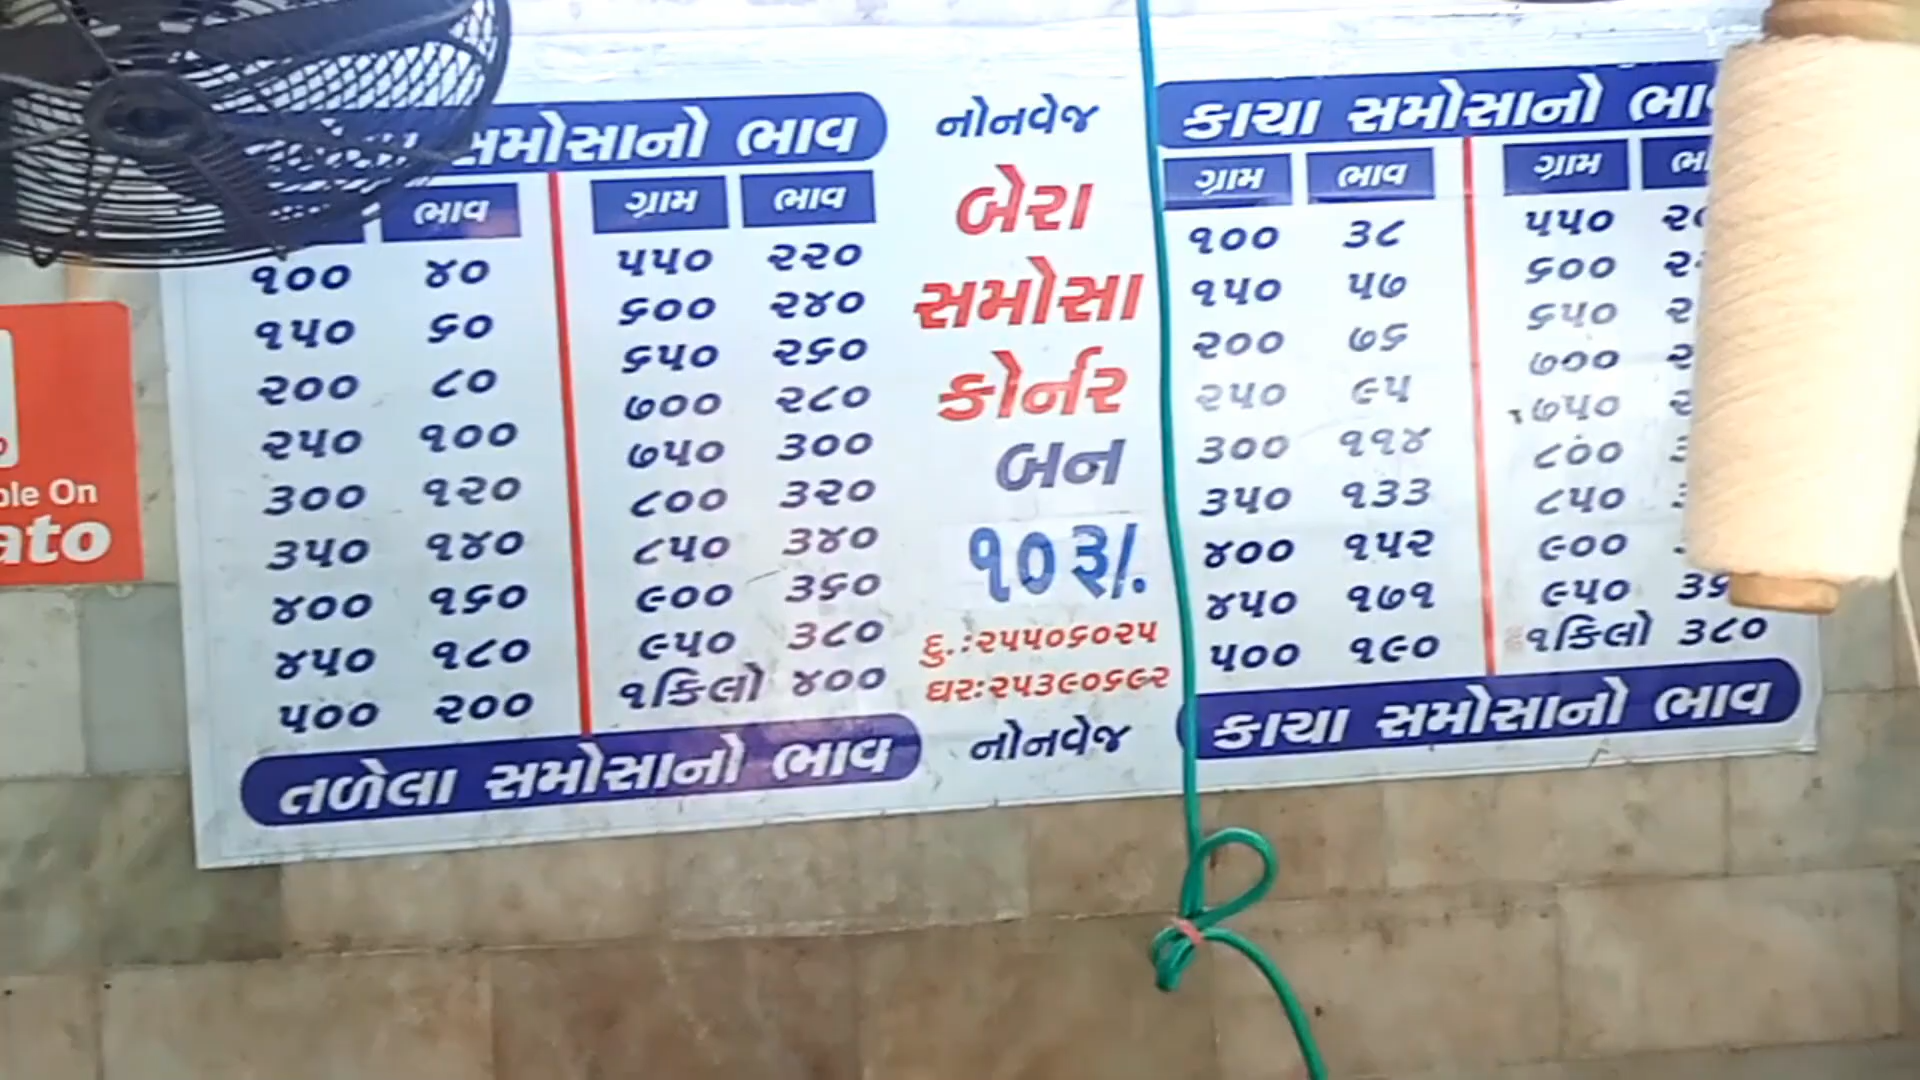 સમોસાનો ભાવ
ભાવ ગ્રામ ભાવ
૧૦૦ ૪૦ ૫૫૦ ૨૨૦
૧૫૦ ૬૦ ૬૦૦ ૨૪૦
૨૦૦ ૮૦ ૬૫૦ ૨૬૦
૨૫૦ ૧૦૦ ૭૦૦ ૨૮૦
૩૦૦ ૧૨૦ ૭૫૦ ૩૦૦
૩૫૦ ૧૪૦ ૮૦૦ ૩૨૦
૪૦૦ ૧૬૦ ૮૫૦ ૩૪૦
૪૫૦ ૧૮૦ ૯૦૦ ૩૬૦
૫૦૦ ૨૦૦ ૯૫૦ ૩૮૦
૧કિલો ૪૦૦
તળેલા સમોસાનો ભાવ
નોનવેજ
બેરા
સમોસા
કોર્નર
બન
૧૦રૂ/.
દુ.:૨૫૫૦૬૦૨૫
ઘર:૨૫૩૯૦૬૯૨
નોનવેજ
કાચા સમોસાનો
ગ્રામ ભાવ ગ્રામ
૧૦૦ ૩૮ ૫૫૦
૧૫૦ ૫૭ ૬૦૦
૨૦૦ ૭૬ ૬૫૦
૨૫૦ ૯૫ ૭૦૦
૩૦૦ ૧૧૪ ૭૫૦
૩૫૦ ૧૩૩ ૮૦૦
૪૦૦ ૧૫૨ ૮૫૦
૪૫૦ ૧૭૧ ૯૦૦
૫૦૦ ૧૯૦ ૯૫૦
૧કિલો ૩૮૦
કાચા સમોસાનો ભાવ
On